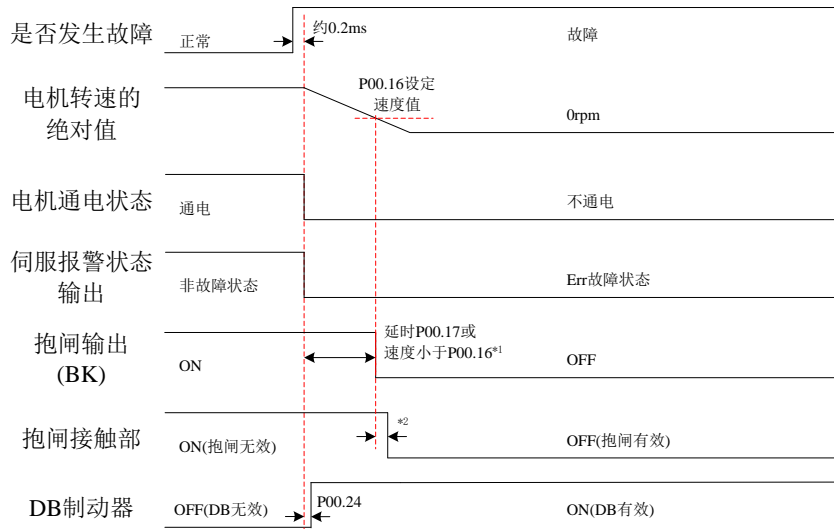 是否发生故障
正常
约0.2ms
故障
电机转速的
绝对值
P00.16设定
速度值
0rpm
电机通电状态
通电
不通电
伺服报警状态
输出
非故障状态
Err故障状态
抱闸输出
(BK)
ON
延时P00.17或
速度小于P00.16*1
OFF
抱闸接触部
ON(抱闸无效)
*2
OFF(抱闸有效)
DB制动器
OFF(DB无效)
P00.24
ON(DB有效)